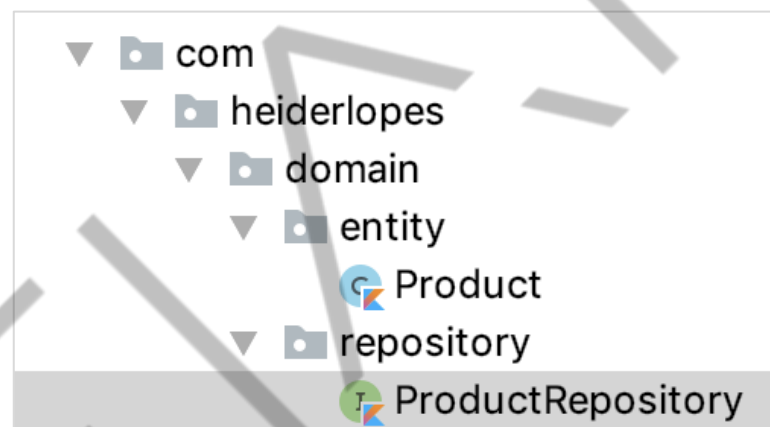 com
heiderlopes
domain
entity
Product
repository
ProductRepository